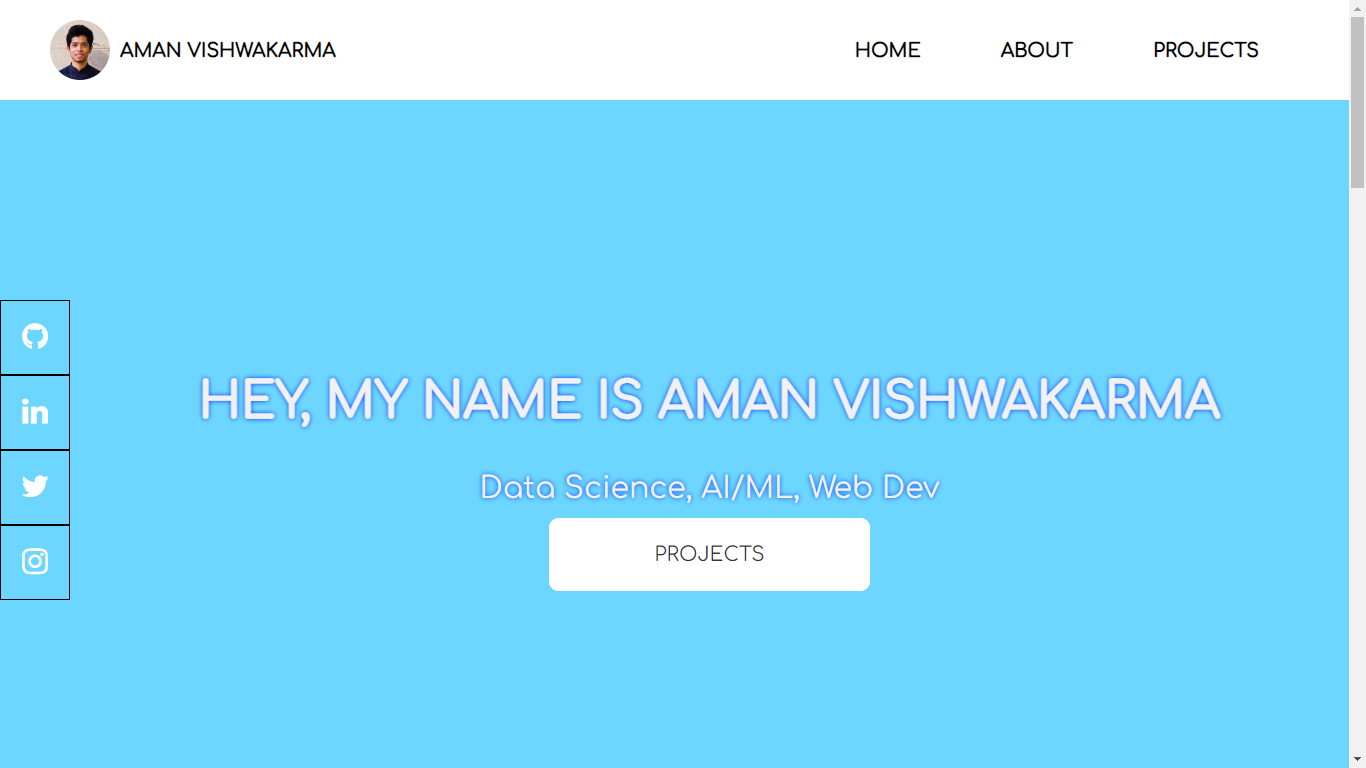 AMAN VISHWAKARMA
HOME
ABOUT
PROJECTS
HEY, MY NAME IS AMAN VISHWAKARMA
Data Science, AI/ML, Web Dev
PROJECTS